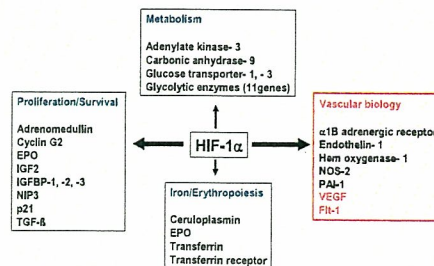 Metabolism
Adenylate kinase- 3
Carbonic anhydrase- 9
Glucose transporter- 1, - 3
Glycolytic enzymes (11genes)
Proliferation/Survival
Adrenomedullin
Cyclin G2
EPO
IGF2
IGFBP-1, -2, -3
NIP3
p21
TGF-ß
HIF-1α
Vascular biology
α1B adrenergic receptor
Endothelin- 1
Hem oxygenase- 1
NOS-2
PAI-1
VEGF
Flt-1
Iron/Erythropoiesis
Ceruloplasmin
EPO
Transferrin
Transferrin receptor